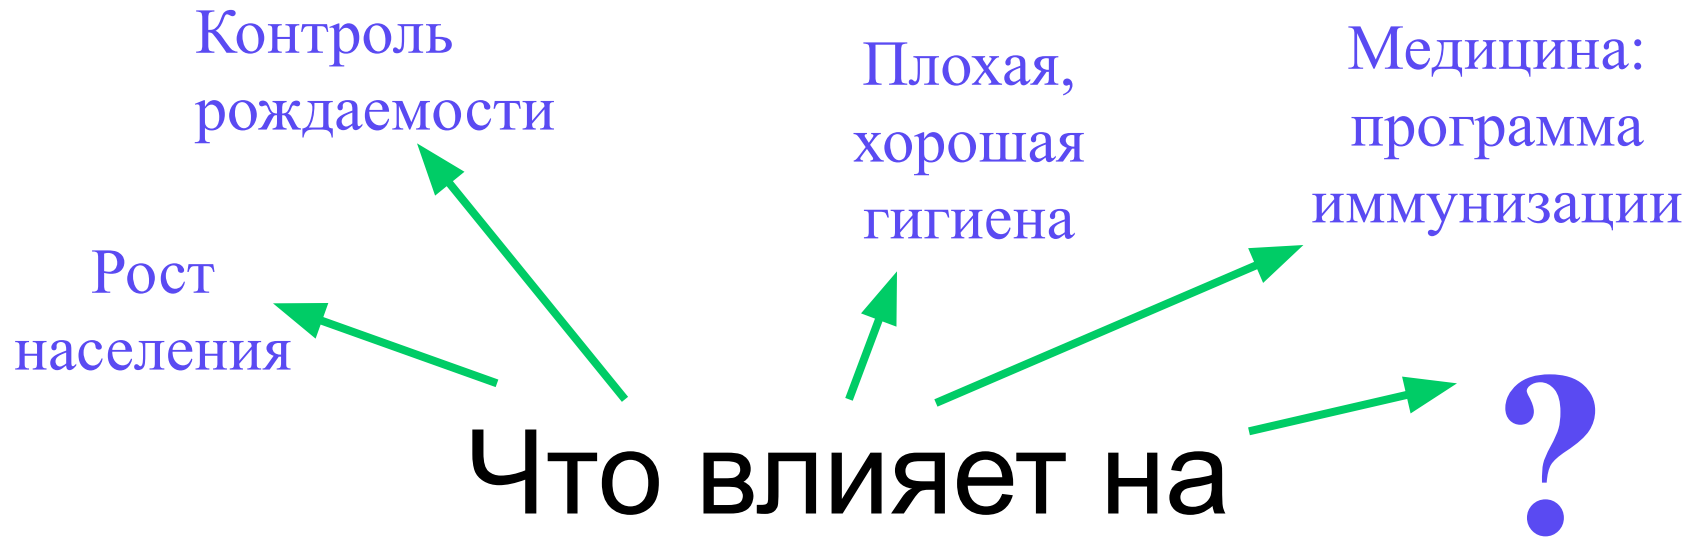 Контроль
рождаемости
Плохая,
хорошая
гигиена
Медицина:
программа
иммунизации
Рост
населения
?
Что влияет на